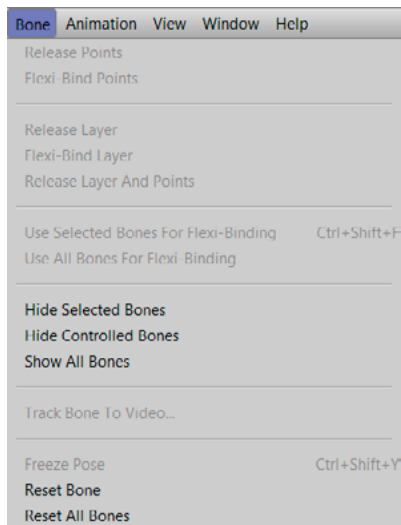 Bone Animation View Window Help
Release Points
Flexi-Bind Points
Release Layer
Flexi-Bind Layer
Release Layer And Points
Use Selected Bones For Flexi-Binding Ctrl+Shift+F
Use All Bones For Flexi-Binding
Hide Selected Bones
Hide Controlled Bones
Show All Bones
Track Bone To Video...
Freeze Pose Ctrl+Shift+Y
Reset Bone
Reset All Bones